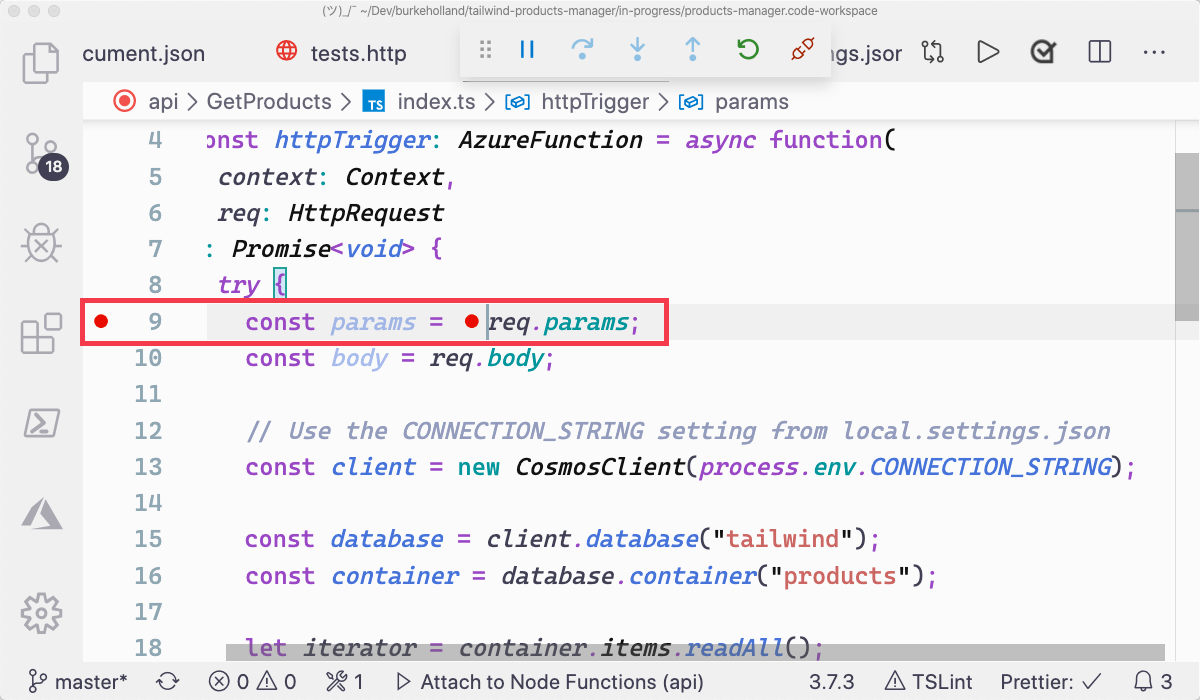 (ツ)_/¯ ~/Dev/burkeholland/tailwind-products-manager/in-progress/products-manager.code-workspace
cument.json tests.http ngs.jsor
api > GetProducts > TS index.ts > httpTrigger > params
4 onst httpTrigger: AzureFunction = async function(
5 context: Context,
6 req: HttpRequest
7 : Promise<void> {
8 try {
9 const params = req.params;
10 const body = req.body;
11
12 // Use the CONNECTION_STRING setting from local.settings.json
13 const client = new CosmosClient(process.env.CONNECTION_STRING);
14
15 const database = client.database("tailwind");
16 const container = database.container("products");
17
18 let iterator = container.items.readAll();
18
master* 0 0 1 Attach to Node Functions (api) 3.7.3 TSLint Prettier: ✓ 3